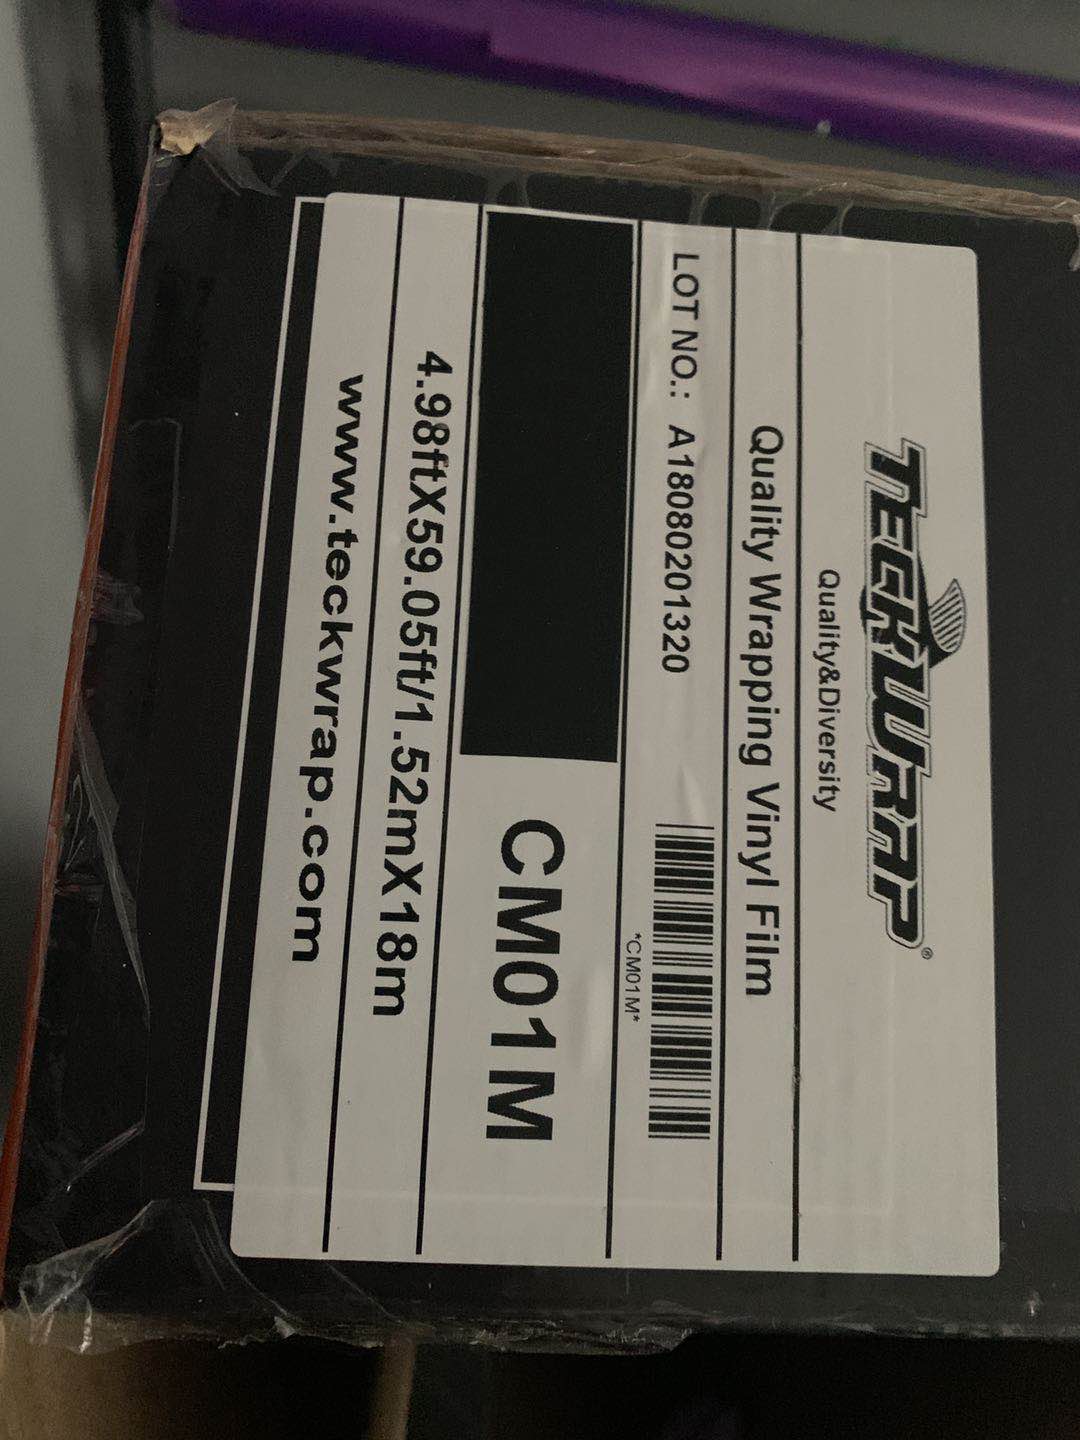 TECKWRAP®
Quality&Diversity
Quality Wrapping Vinyl Film
LOT NO.: A18080201320
*CM01M*
CM01M
4.98ftX59.05ft/1.52mX18m
www.teckwrap.com